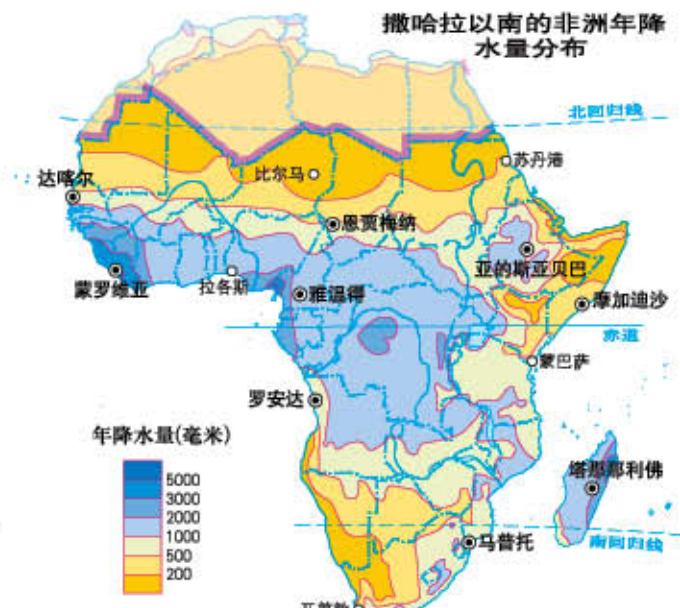 撒哈拉以南的非洲年降
水量分布
北回归线
苏丹港
比尔马
达喀尔
恩贾梅纳
亚的斯亚贝巴
蒙罗维亚
拉各斯
雅温得
摩加迪沙
赤道
蒙巴萨
罗安达
年降水量(毫米)
5000
3000
2000
1000
500
200
塔那那利佛
马普托
南回归线